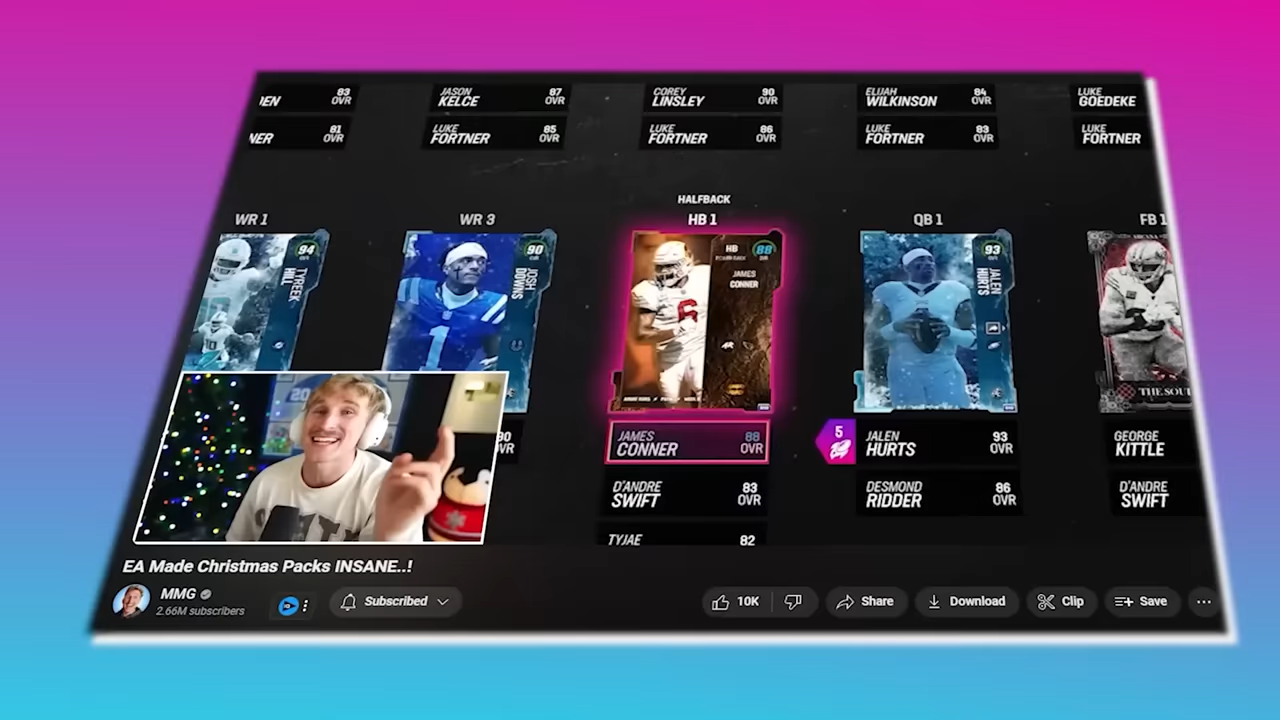 83
OVR
JASON
KELCE
87
OVR
COREY
LINSLEY
90
OVR
ELIJAH
WILKINSON
84
OVR
LUKE
GOEDEKE
81
OVR
LUKE
FORTNER
85
OVR
LUKE
FORTNER
86
OVR
LUKE
FORTNER
83
OVR
LUKE
FORTNER
HALFBACK
WR 1
WR 3
HB 1
QB 1
FB 1
94
TYREEK
HILL
90
JOSH
DOWNS
1
HB
88
JAMES
CONNER
6
93
JALEN
HURTS
20
JAMES
CONNER
88
OVR
5
JALEN
HURTS
93
OVR
GEORGE
KITTLE
D'ANDRE
SWIFT
83
OVR
DESMOND
RIDDER
86
OVR
D'ANDRE
SWIFT
TYJAE
82
EA Made Christmas Packs INSANE..!
MMG
2.66M subscribers
Subscribed
10K
Share
Download
Clip
Save